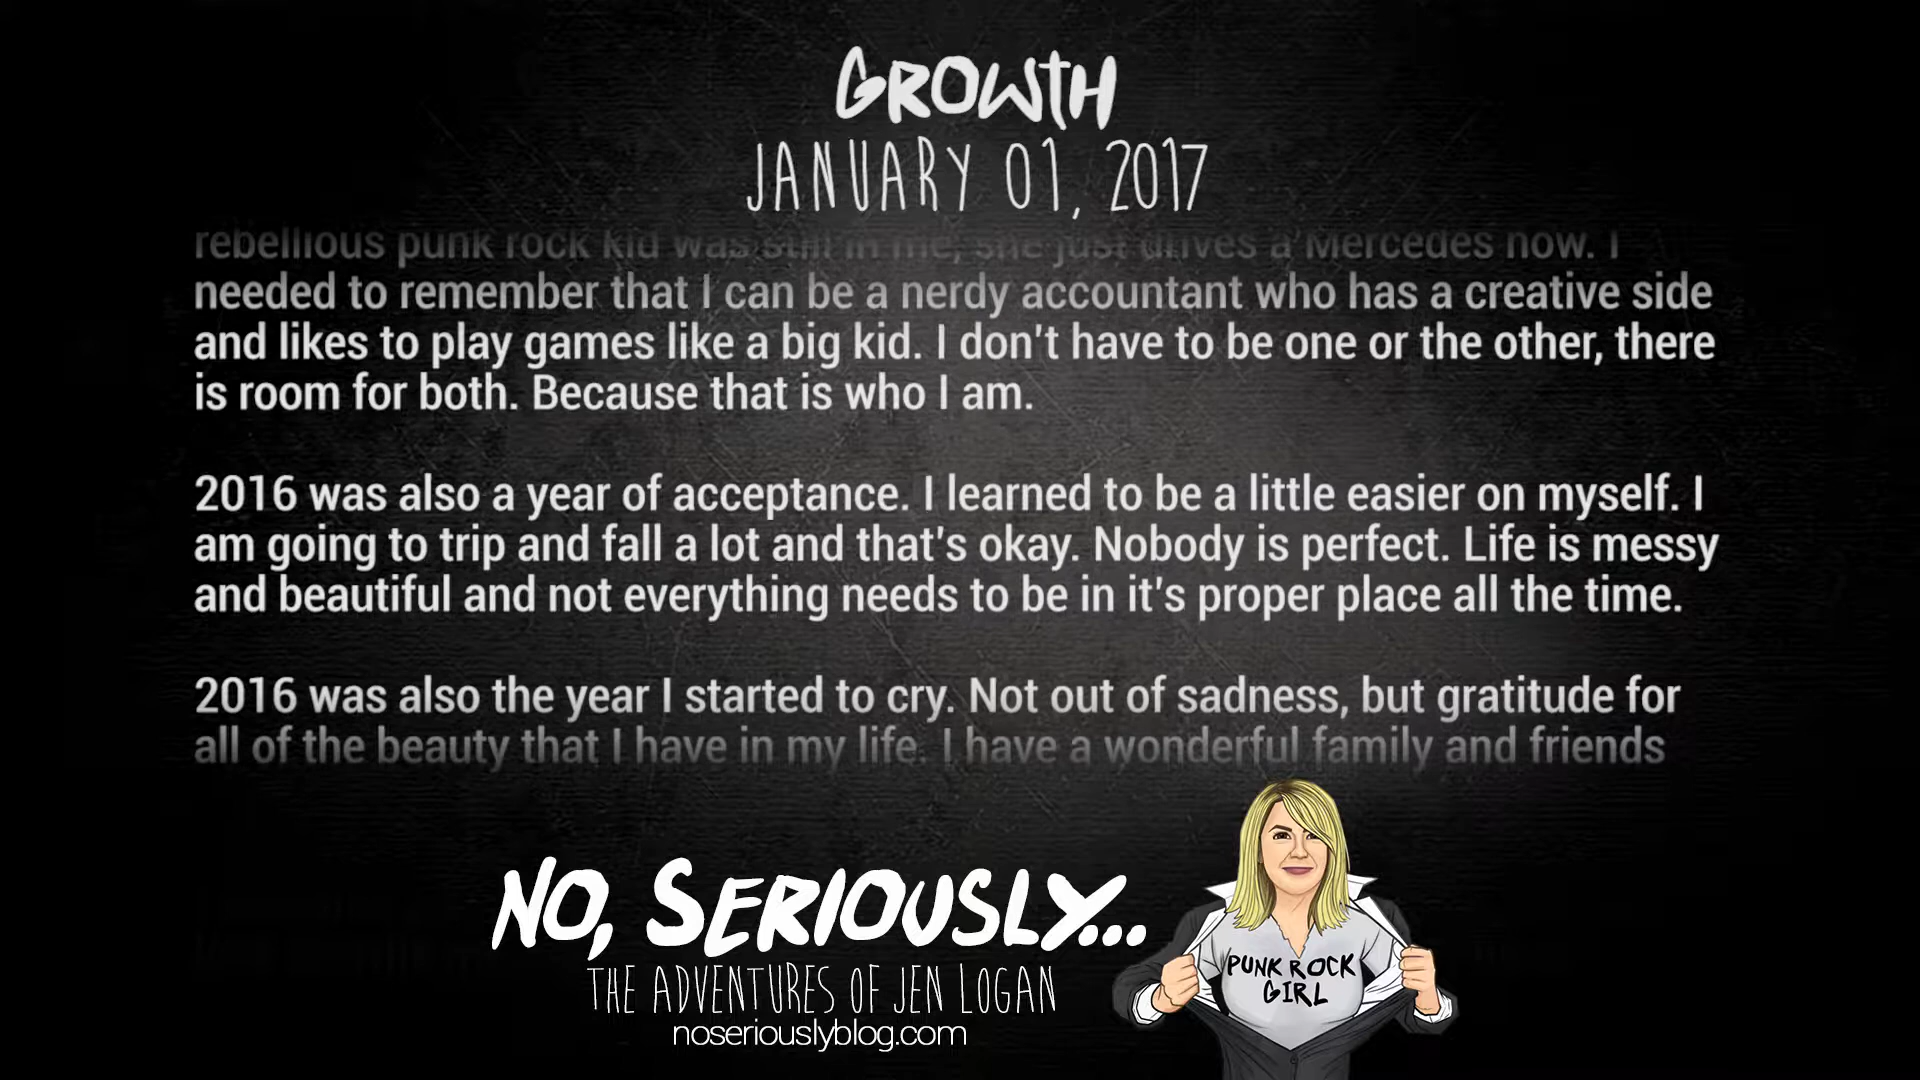 GROWTH
JANUARY 01, 2017
rebellious punk rock kid was still in me, she just drives a Mercedes now. I
needed to remember that I can be a nerdy accountant who has a creative side
and likes to play games like a big kid. I don't have to be one or the other, there
is room for both. Because that is who I am.
2016 was also a year of acceptance. I learned to be a little easier on myself. I
am going to trip and fall a lot and that's okay. Nobody is perfect. Life is messy
and beautiful and not everything needs to be in it's proper place all the time.
2016 was also the year I started to cry. Not out of sadness, but gratitude for
all of the beauty that I have in my life. I have a wonderful family and friends
NO, SERIOUSLY...
THE ADVENTURES OF JEN LOGAN
noseriouslyblog.com
PUNK ROCK
GIRL